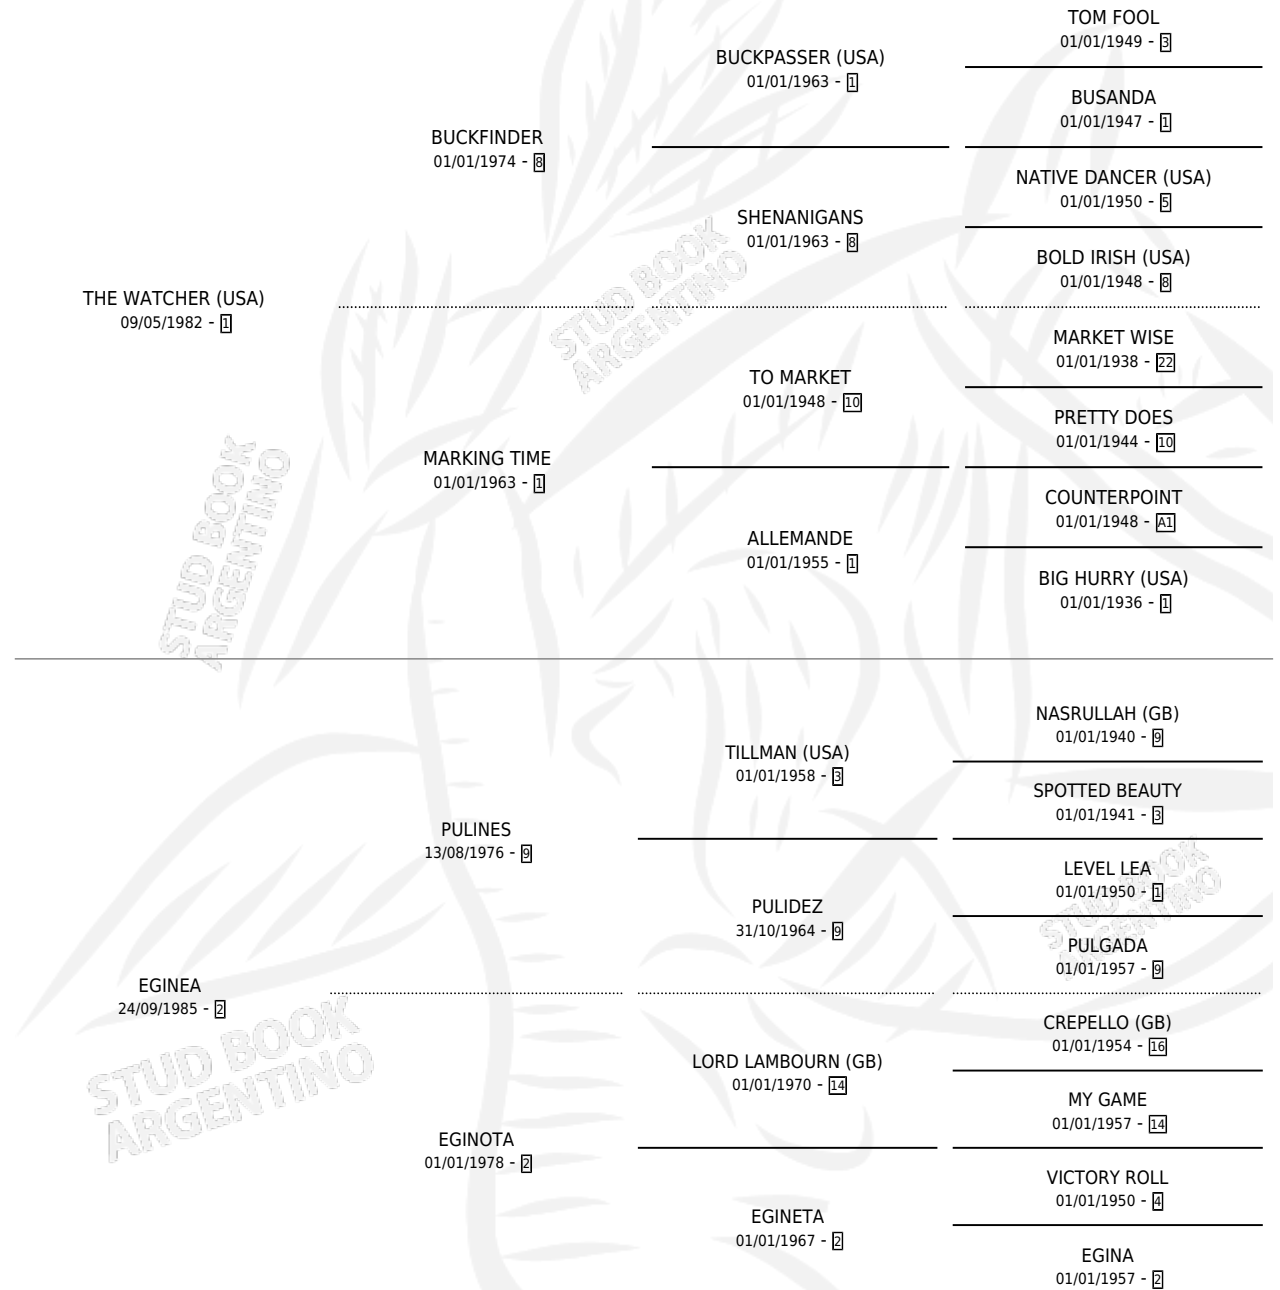 TOM FOOL
01/01/1949 - 3
BUCKPASSER (USA)
01/01/1963 - 1
BUSANDA
01/01/1947 - 1
BUCKFINDER
01/01/1974 - 8
NATIVE DANCER (USA)
01/01/1950 - 5
SHENANIGANS
01/01/1963 - 8
BOLD IRISH (USA)
01/01/1948 - 8
THE WATCHER (USA)
09/05/1982 - 1
STUD BOOK
ARGENTINO
MARKET WISE
01/01/1938 - 22
TO MARKET
01/01/1948 - 10
PRETTY DOES
01/01/1944 - 10
MARKING TIME
01/01/1963 - 1
COUNTERPOINT
01/01/1948 - A1
ALLEMANDE
01/01/1955 - 1
BIG HURRY (USA)
01/01/1936 - 1
STUD BOOK
ARGENTINO
NASRULLAH (GB)
01/01/1940 - 9
TILLMAN (USA)
01/01/1958 - 3
SPOTTED BEAUTY
01/01/1941 - 3
PULINES
13/08/1976 - 9
LEVEL LEA
01/01/1950 - 1
PULIDEZ
31/10/1964 - 9
PULGADA
01/01/1957 - 9
STUD BOOK
ARGENTINO
EGINEA
24/09/1985 - 2
CREPELLO (GB)
01/01/1954 - 16
LORD LAMBOURN (GB)
01/01/1970 - 14
MY GAME
01/01/1957 - 14
STUD BOOK
ARGENTINO
EGINOTA
01/01/1978 - 2
VICTORY ROLL
01/01/1950 - 4
EGINETA
01/01/1967 - 2
EGINA
01/01/1957 - 2